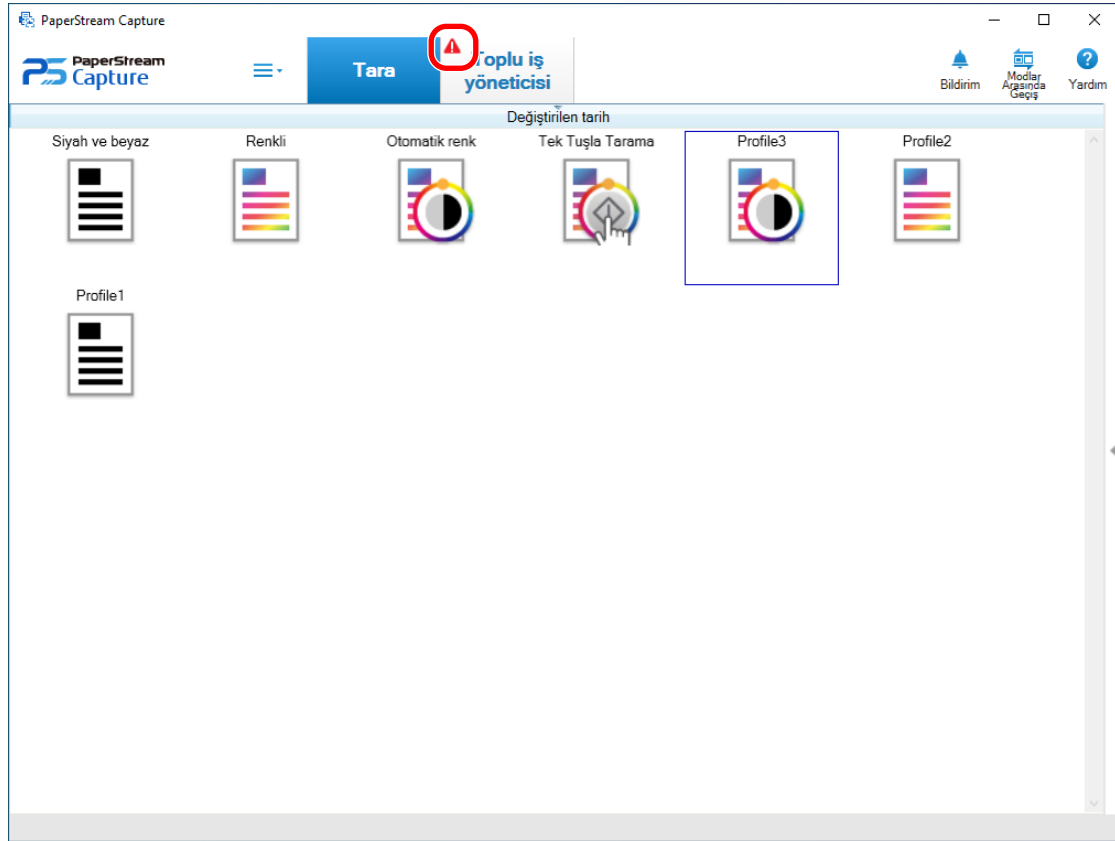 PaperStream Capture
PaperStream
Capture
Tara
Toplu iş
yöneticisi
Bildirim
Modlar
Arasında
Geçiş
Yardım
Değiştirilen tarih
Siyah ve beyaz
Renkli
Otomatik renk
Tek Tuşla Tarama
Profile3
Profile2
Profile1